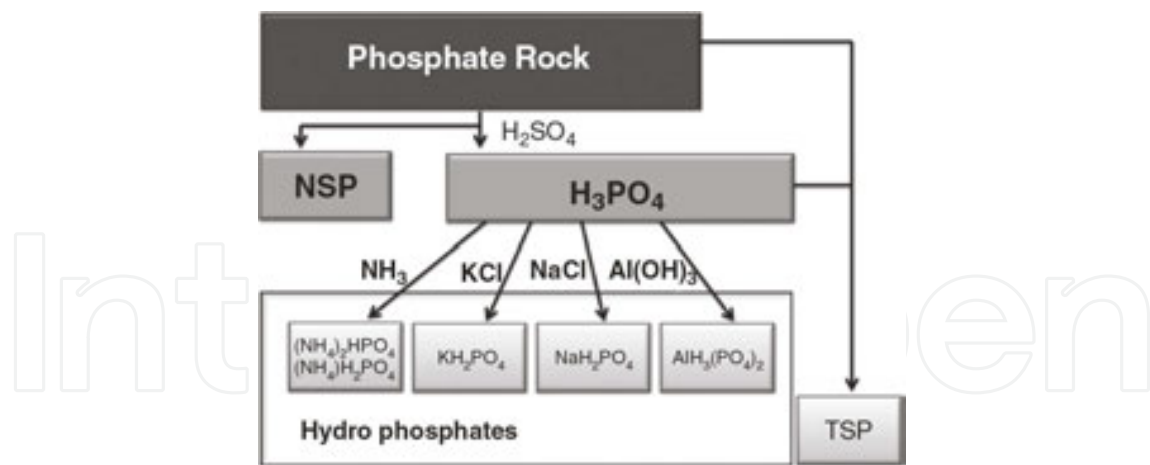 Phosphate Rock
H₂SO₄
NSP
H₃PO₄
NH₃ KCl NaCl Al(OH)₃
(NH₄)₂HPO₄
(NH₄)H₂PO₄
KH₂PO₄
NaH₂PO₄
AlH₃(PO₄)₂
Hydro phosphates
TSP